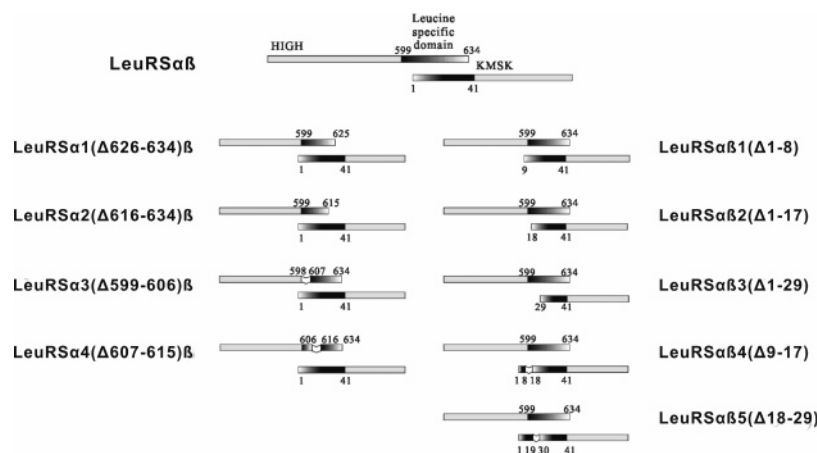 Leucine
specific
domain
HIGH 599 634
LeuRSαß KMSK
1 41
599 625 599 634
LeuRSα1(Δ626-634)ß LeuRSαß1(Δ1-8)
1 41 9 41
599 615 599 634
LeuRSα2(Δ616-634)ß LeuRSαß2(Δ1-17)
1 41 18 41
598 607 634 599 634
LeuRSα3(Δ599-606)ß LeuRSαß3(Δ1-29)
1 41 29 41
606 616 634 599 634
LeuRSα4(Δ607-615)ß LeuRSαß4(Δ9-17)
1 41 1 8 18 41
599 634
LeuRSαß5(Δ18-29)
1 19 30 41